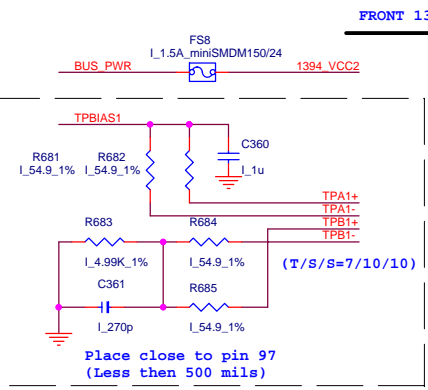 FRONT 13
FS8
I_1.5A_miniSMDM150/24
BUS_PWR 1394_VCC2
TPBIAS1
C360
R681 R682
I_54.9_1% I_54.9_1% I_1u
TPA1+
TPA1-
TPB1+
TPB1-
R683 R684
I_4.99K_1% I_54.9_1%
(T/S/S=7/10/10)
C361 R685
I_270p I_54.9_1%
Place close to pin 97
(Less then 500 mils)